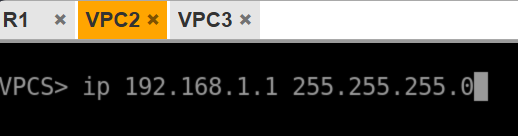 R1 × VPC2 × VPC3 ×
VPCS> ip 192.168.1.1 255.255.255.0